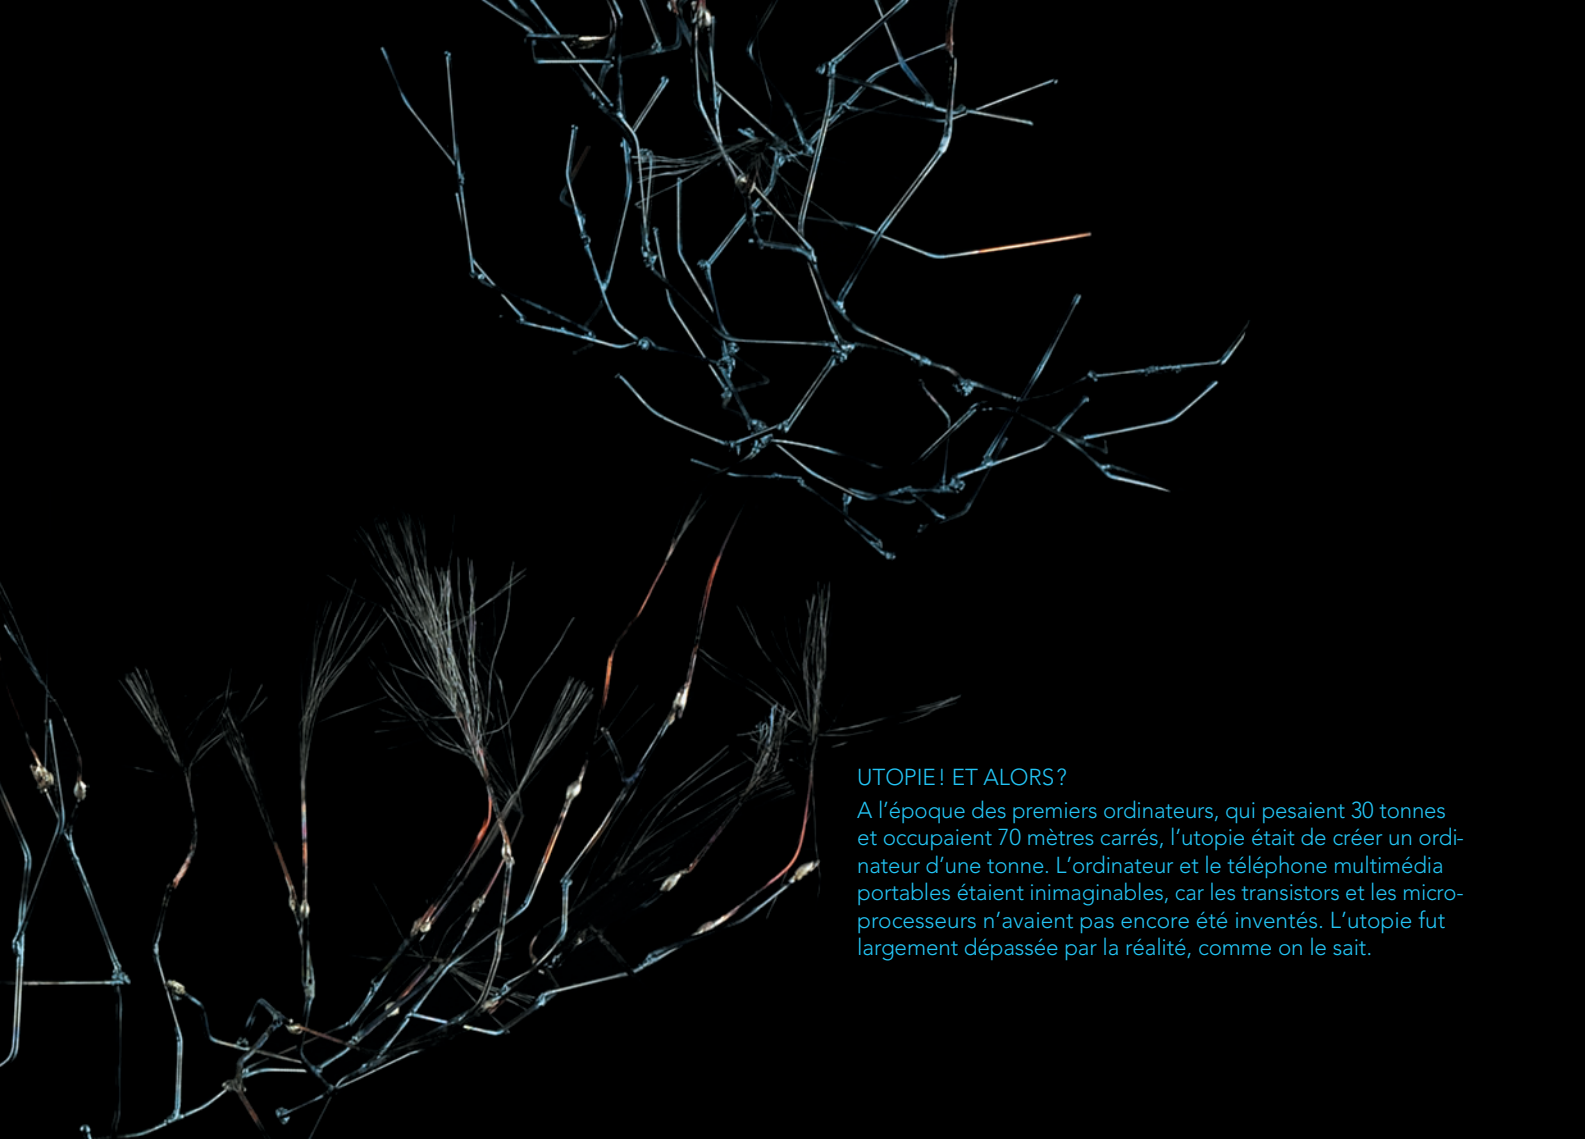 UTOPIE! ET ALORS?
A l'époque des premiers ordinateurs, qui pesaient 30 tonnes
et occupaient 70 mètres carrés, l'utopie était de créer un ordi-
nateur d'une tonne. L'ordinateur et le téléphone multimédia
portables étaient inimaginables, car les transistors et les micro-
processeurs n'avaient pas encore été inventés. L'utopie fut
largement dépassée par la réalité, comme on le sait.